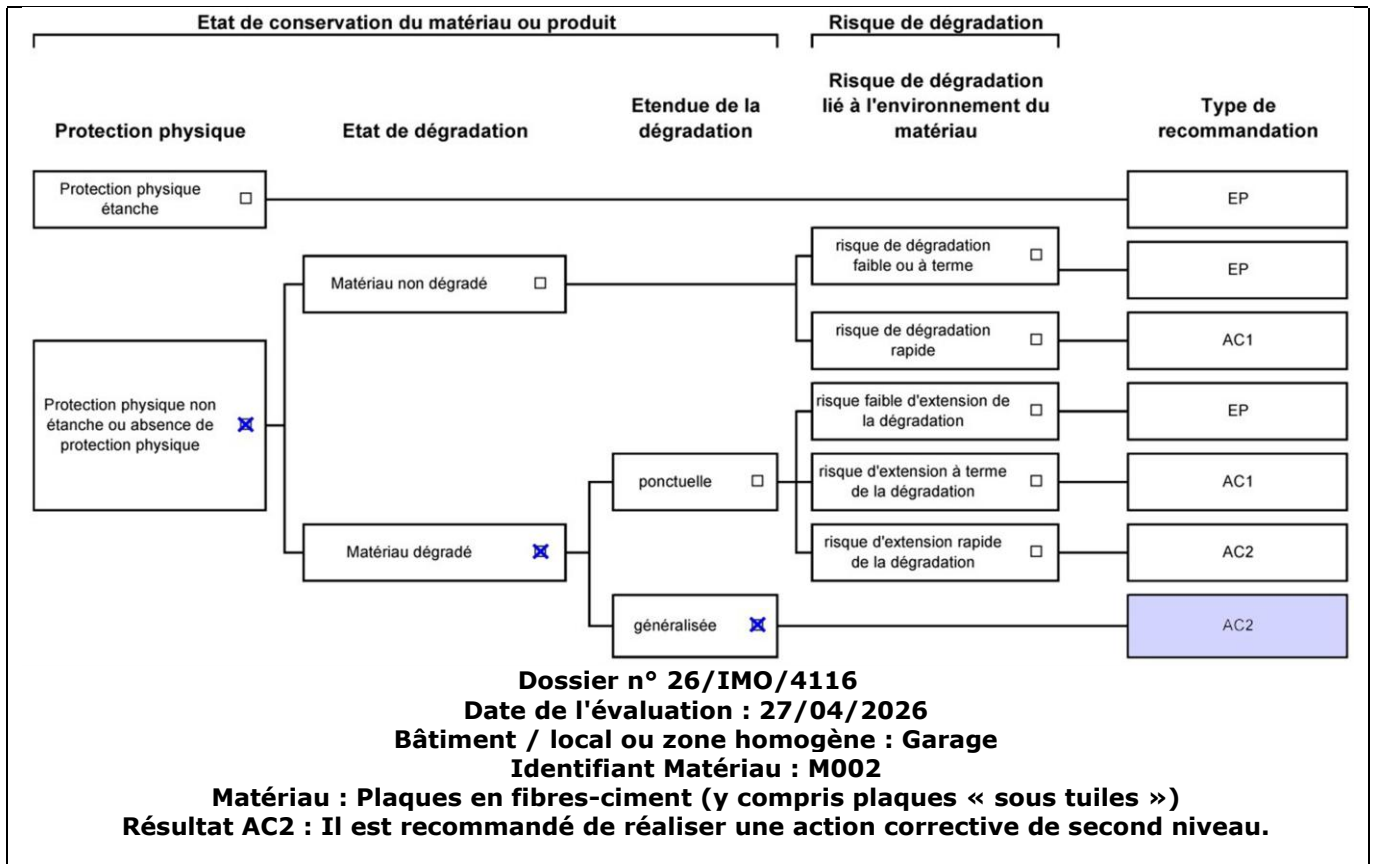 Etat de conservation du matériau ou produit
Risque de dégradation
Protection physique
Etat de dégradation
Etendue de la
dégradation
Risque de dégradation
lié à l'environnement du
matériau
Type de
recommandation
Protection physique
étanche
EP
risque de dégradation
faible ou à terme
EP
Matériau non dégradé
risque de dégradation
rapide
AC1
Protection physique non
étanche ou absence de
protection physique
risque faible d'extension de
la dégradation
EP
ponctuelle
risque d'extension à terme
de la dégradation
AC1
Matériau dégradé
risque d'extension rapide
de la dégradation
AC2
généralisée
AC2
Dossier n° 26/IMO/4116
Date de l'évaluation : 27/04/2026
Bâtiment / local ou zone homogène : Garage
Identifiant Matériau : M002
Matériau : Plaques en fibres-ciment (y compris plaques « sous tuiles »)
Résultat AC2 : Il est recommandé de réaliser une action corrective de second niveau.